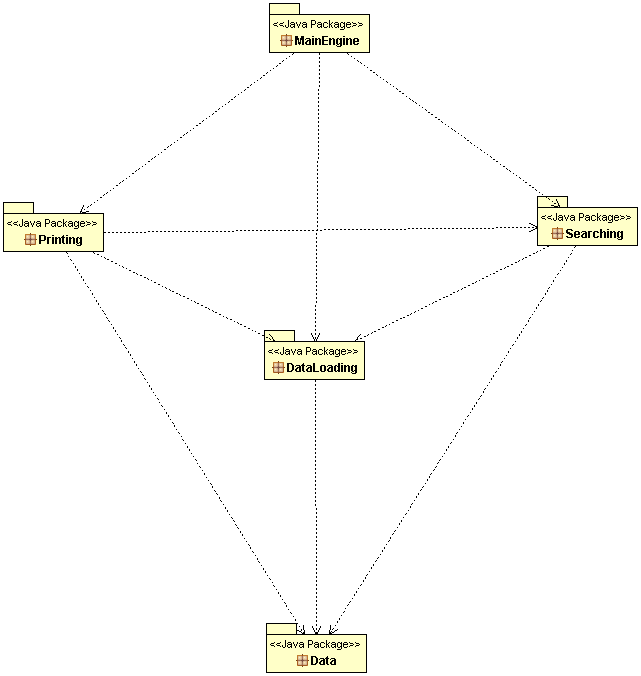 <<Java Package>>
MainEngine
<<Java Package>>
Printing
<<Java Package>>
Searching
<<Java Package>>
DataLoading
<<Java Package>>
Data